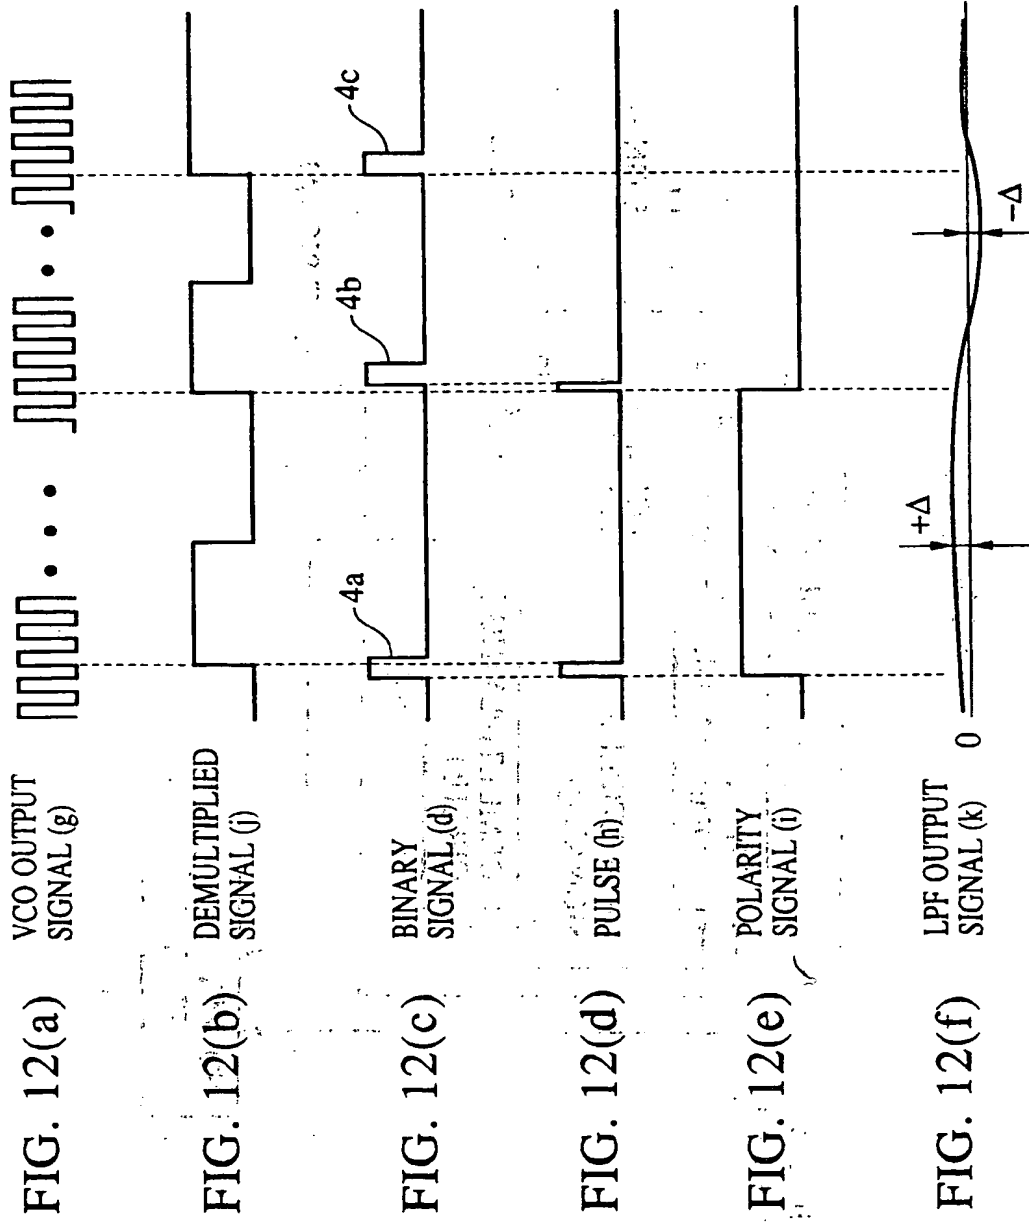 FIG. 12(a)
VCO OUTPUT
SIGNAL (g)
FIG. 12(b)
DEMULTIPLIED
SIGNAL (j)
FIG. 12(c)
BINARY
SIGNAL (d)
4a
4b
4c
FIG. 12(d)
PULSE (h)
FIG. 12(e)
POLARITY
SIGNAL (i)
FIG. 12(f)
LPF OUTPUT
SIGNAL (k)
0
+Δ
−Δ